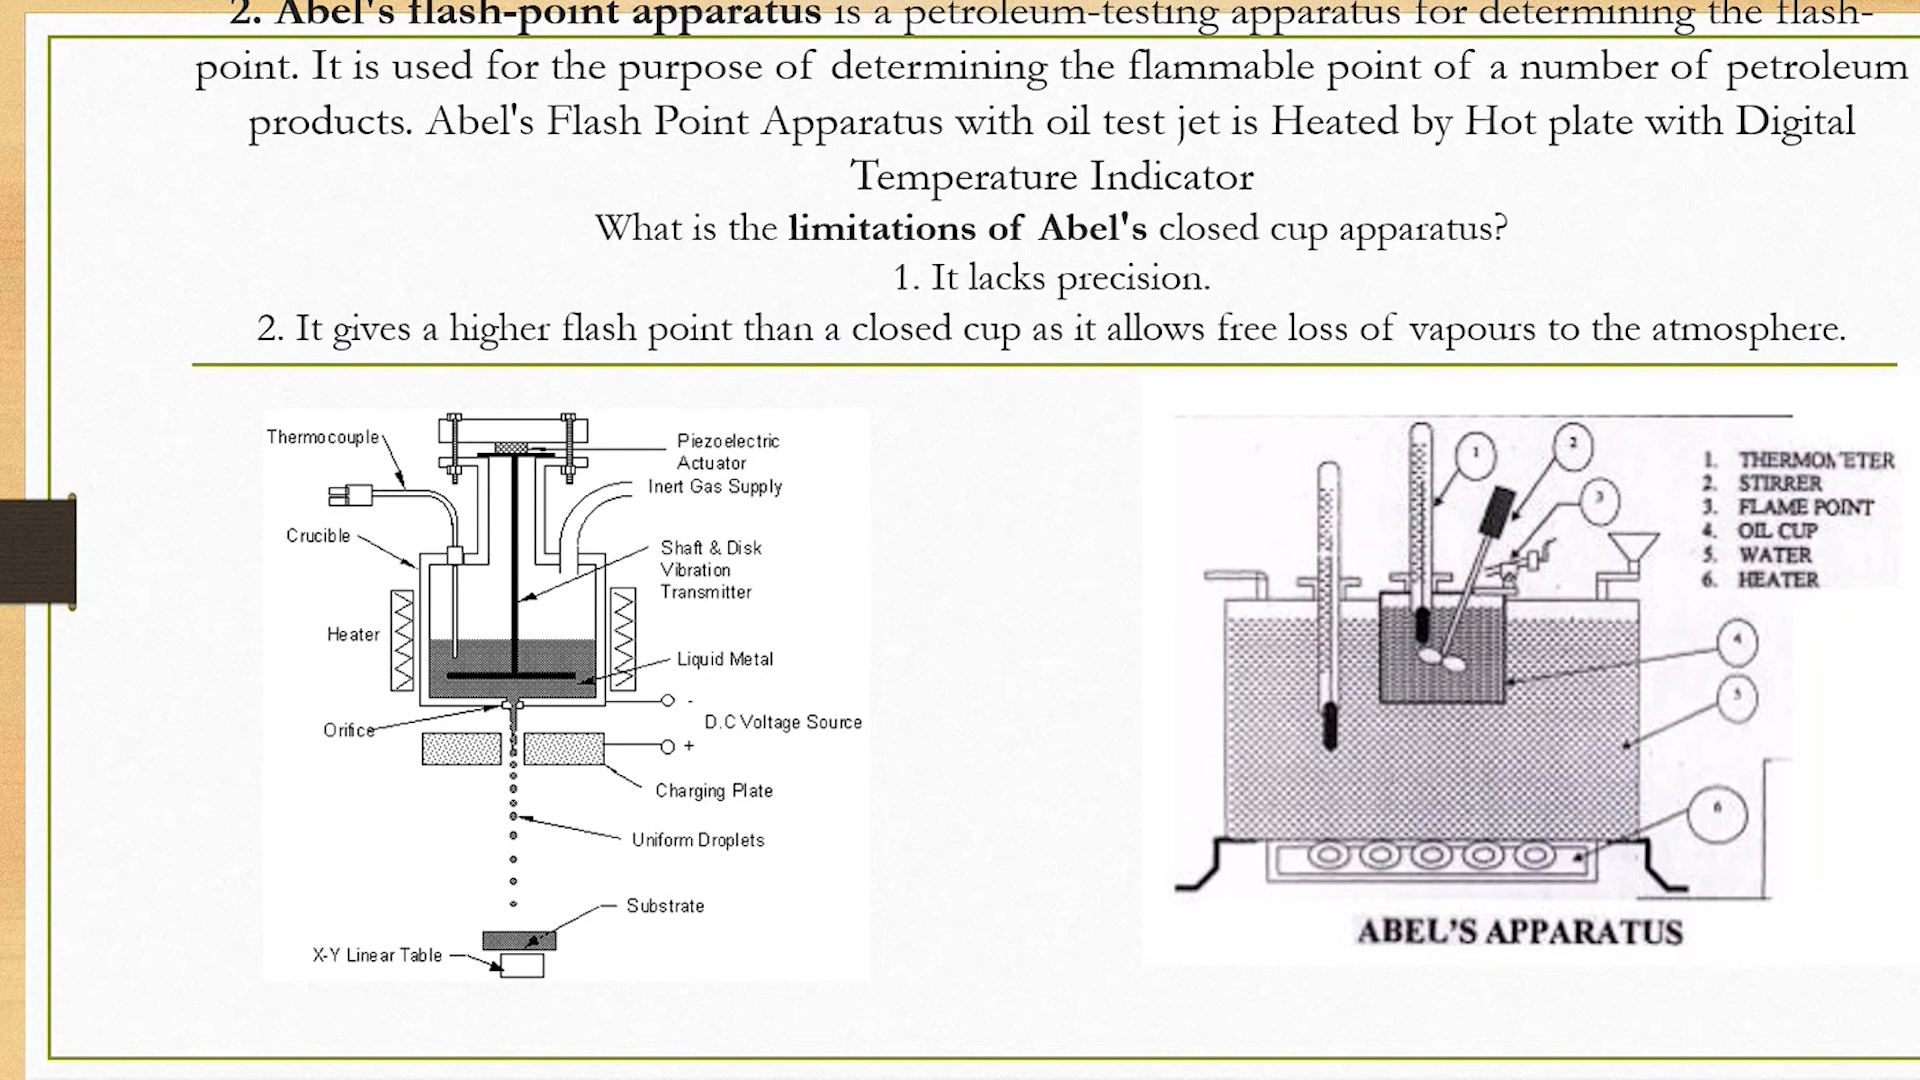 2. Abel's flash-point apparatus is a petroleum-testing apparatus for determining the flash-
point. It is used for the purpose of determining the flammable point of a number of petroleum
products. Abel's Flash Point Apparatus with oil test jet is Heated by Hot plate with Digital
Temperature Indicator
What is the limitations of Abel's closed cup apparatus?
1. It lacks precision.
2. It gives a higher flash point than a closed cup as it allows free loss of vapours to the atmosphere.
Thermocouple
Piezoelectric
Actuator
Inert Gas Supply
Crucible
Shaft & Disk
Vibration
Transmitter
Heater
Liquid Metal
-
Orifice
D.C Voltage Source
+
Charging Plate
Uniform Droplets
Substrate
X-Y Linear Table
1
2
3
1. THERMOMETER
2. STIRRER
3. FLAME POINT
4. OIL CUP
5. WATER
6. HEATER
4
5
6
ABEL'S APPARATUS